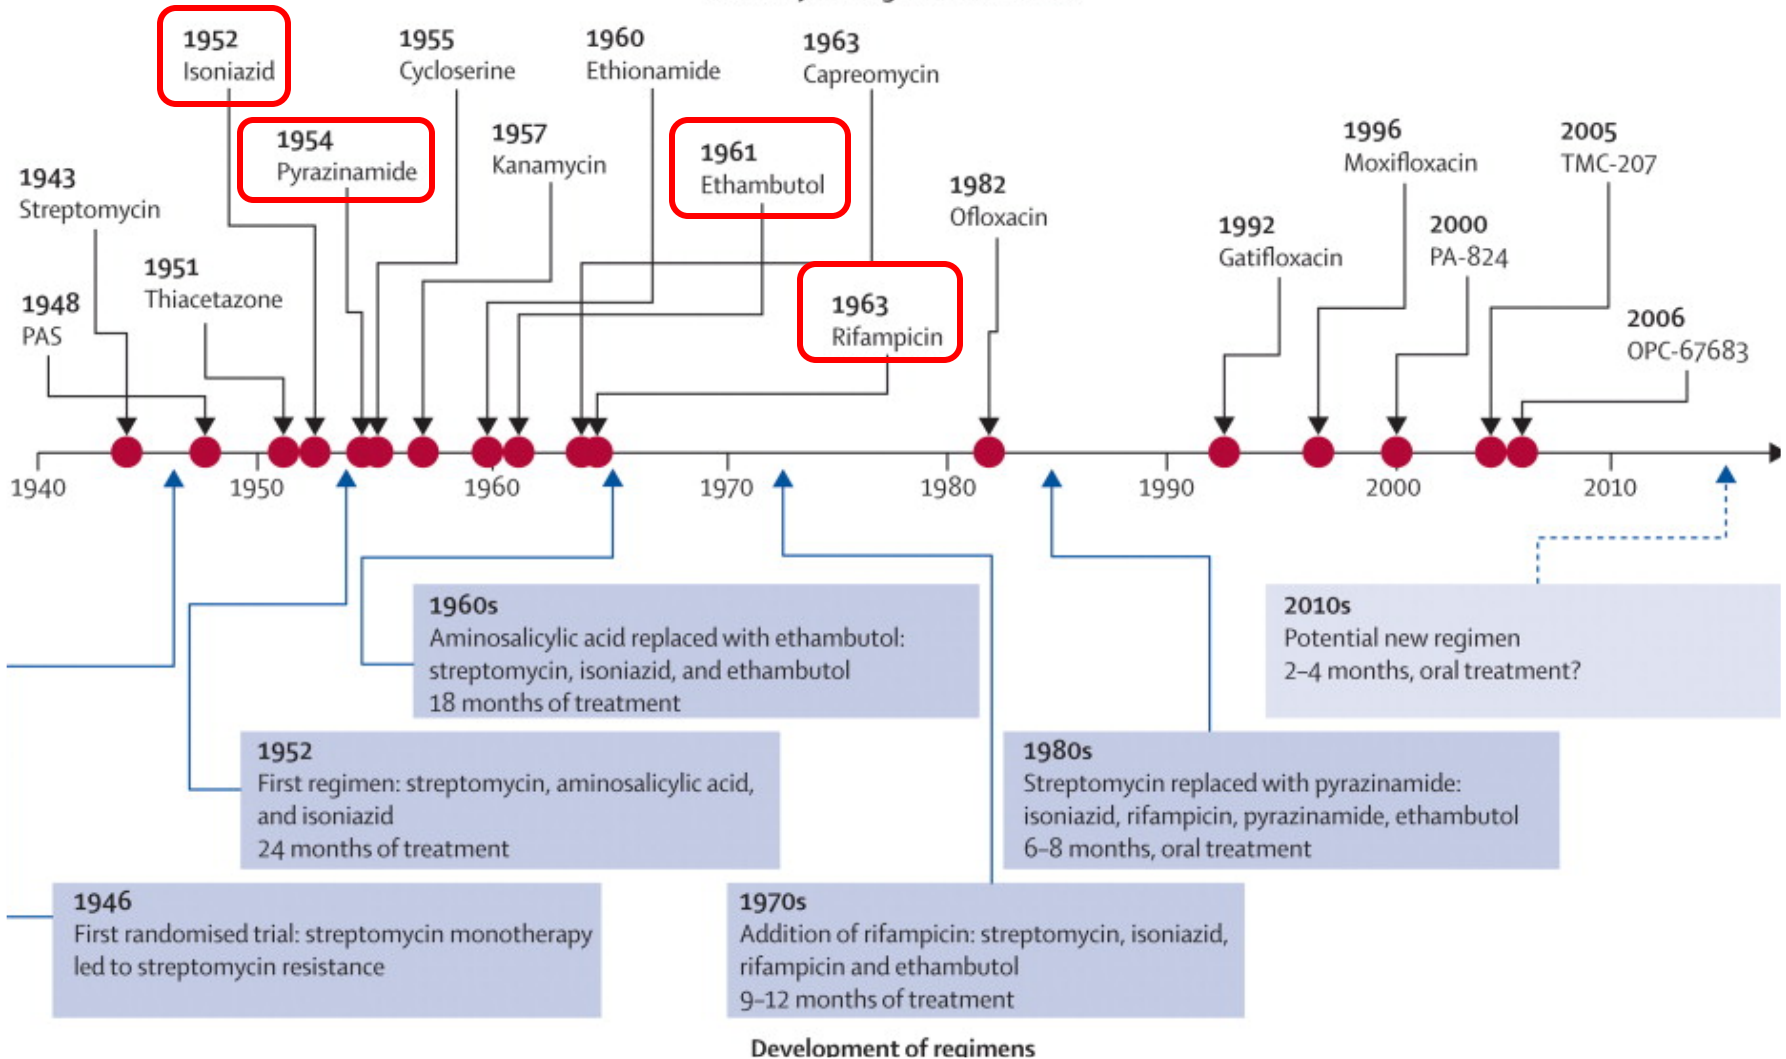 1952
Isoniazid
1955
Cycloserine
1960
Ethionamide
1963
Capreomycin
1954
Pyrazinamide
1957
Kanamycin
1961
Ethambutol
1996
Moxifloxacin
2005
TMC-207
1943
Streptomycin
1982
Ofloxacin
1992
Gatifloxacin
2000
PA-824
1951
Thiacetazone
1948
PAS
1963
Rifampicin
2006
OPC-67683
1940
1950
1960
1970
1980
1990
2000
2010
1960s
Aminosalicylic acid replaced with ethambutol:
streptomycin, isoniazid, and ethambutol
18 months of treatment
2010s
Potential new regimen
2–4 months, oral treatment?
1952
First regimen: streptomycin, aminosalicylic acid,
and isoniazid
24 months of treatment
1980s
Streptomycin replaced with pyrazinamide:
isoniazid, rifampicin, pyrazinamide, ethambutol
6–8 months, oral treatment
1946
First randomised trial: streptomycin monotherapy
led to streptomycin resistance
1970s
Addition of rifampicin: streptomycin, isoniazid,
rifampicin and ethambutol
9–12 months of treatment
Development of regimens